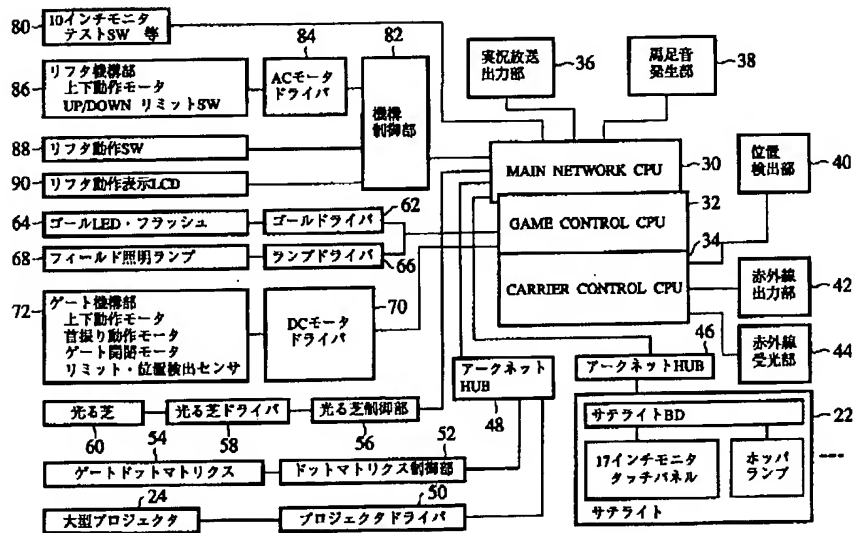 80
10インチモニタ
テストSW 等
86
リフタ機構部
上下動作モータ
UP/DOWN リミットSW
84
ACモータ
ドライバ
82
機構
制御部
88
リフタ動作SW
90
リフタ動作表示LCD
64
ゴールLED・フラッシュ
62
ゴールドライバ
68
フィールド照明ランプ
ランプドライバ
66
72
ゲート機構部
上下動作モータ
首振り動作モータ
ゲート開閉モータ
リミット・位置検出センサ
70
DCモータ
ドライバ
光る芝
60
光る芝ドライバ
58
光る芝制御部
56
54
ゲートドットマトリクス
52
ドットマトリクス制御部
24
大型プロジェクタ
50
プロジェクタドライバ
実況放送
出力部
36
馬足音
発生部
38
MAIN NETWORK CPU
30
GAME CONTROL CPU
32
CARRIER CONTROL CPU
34
位置
検出部
40
赤外線
出力部
42
赤外線
受光部
44
アークネット
HUB
48
アークネットHUB
46
サテライトBD
22
17インチモニタ
タッチパネル
ホッパ
ランプ
サテライト